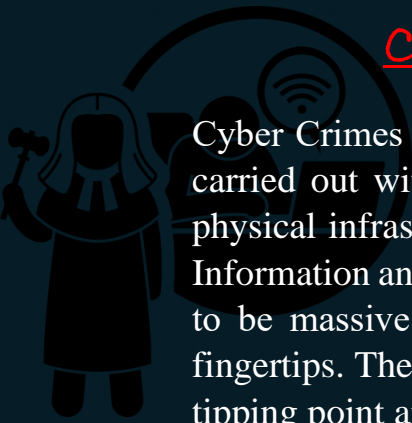 C
Cyber Crimes
carried out wi
physical infras
Information an
to be massive
fingertips. The
tipping point a